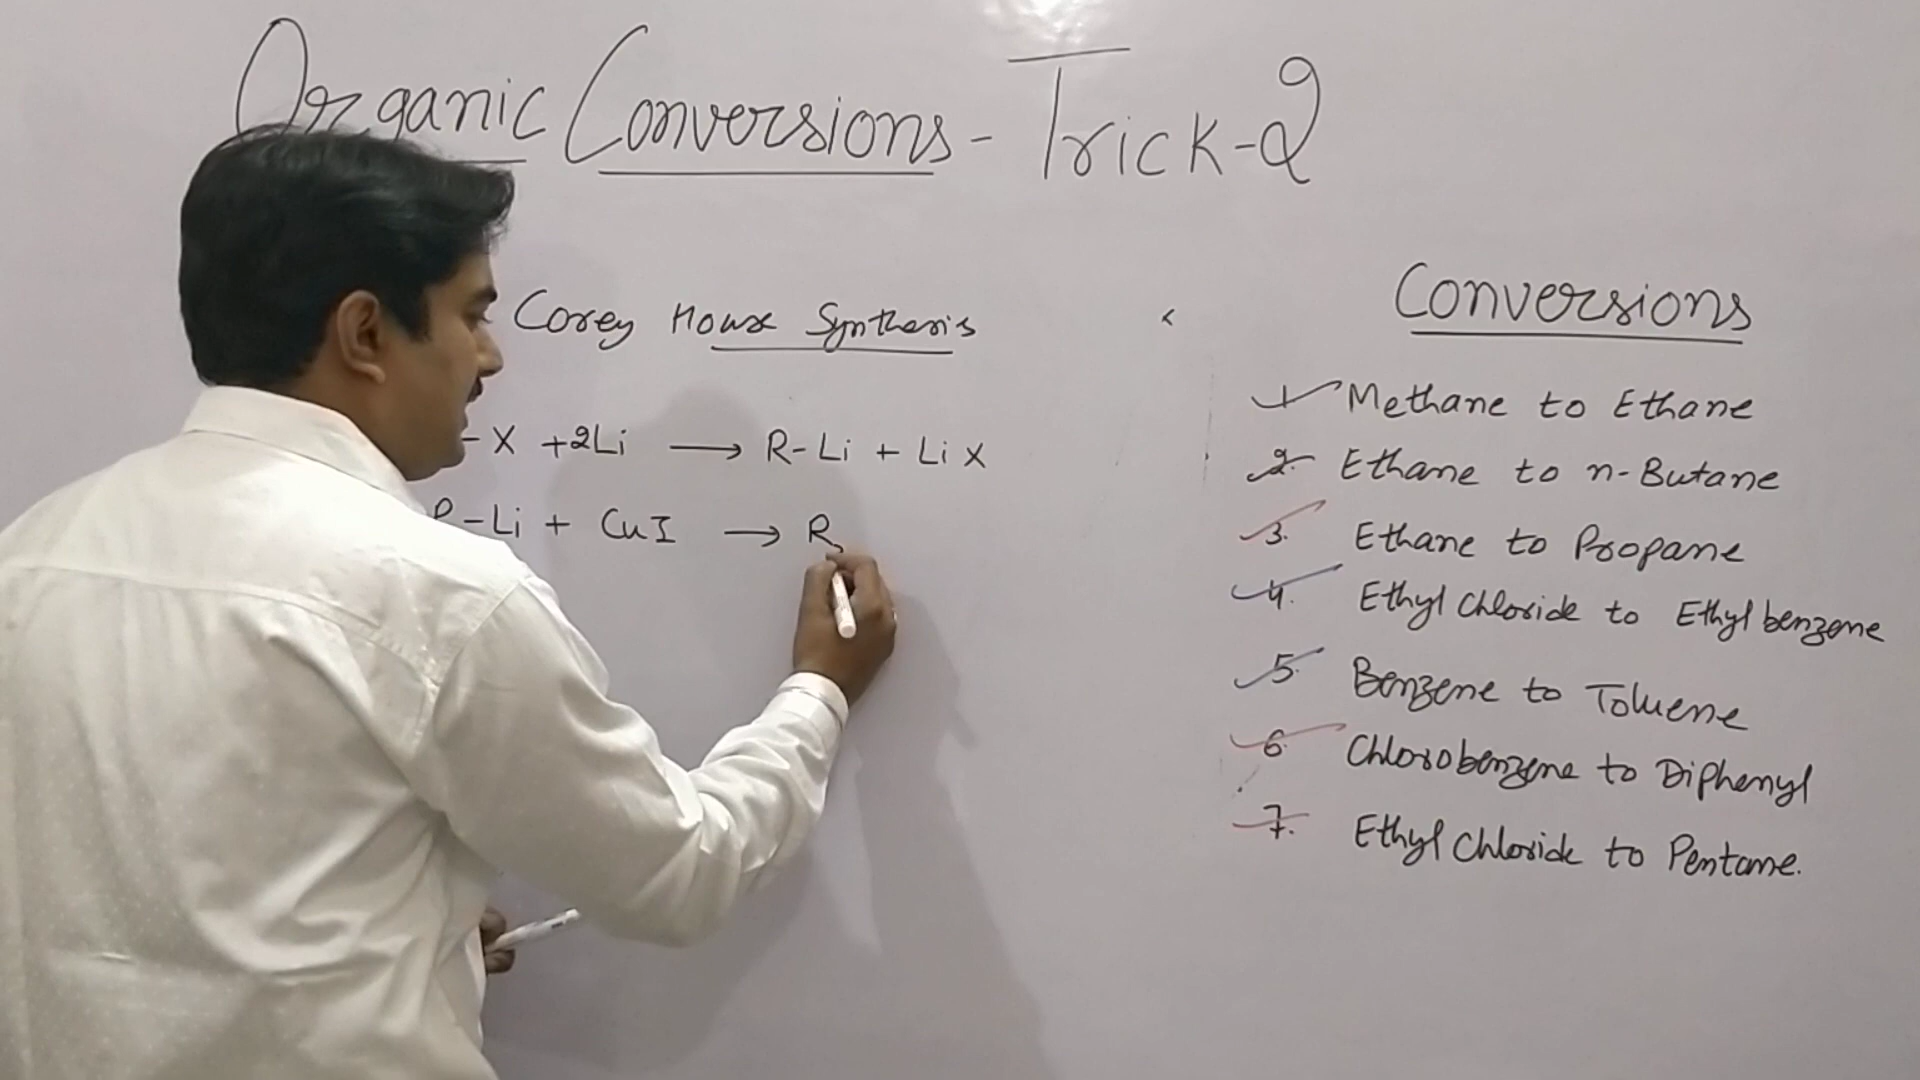 Organic Conversions - Trick-2
Corey House Synthesis
- X + 2Li ⟶ R-Li + LiX
R-Li + CuI ⟶ R
Conversions
1. Methane to Ethane
2. Ethane to n-Butane
3. Ethane to Propane
4. Ethyl Chloride to Ethyl benzene
5. Benzene to Toluene
6. Chlorobenzene to Diphenyl
7. Ethyl Chloride to Pentane.